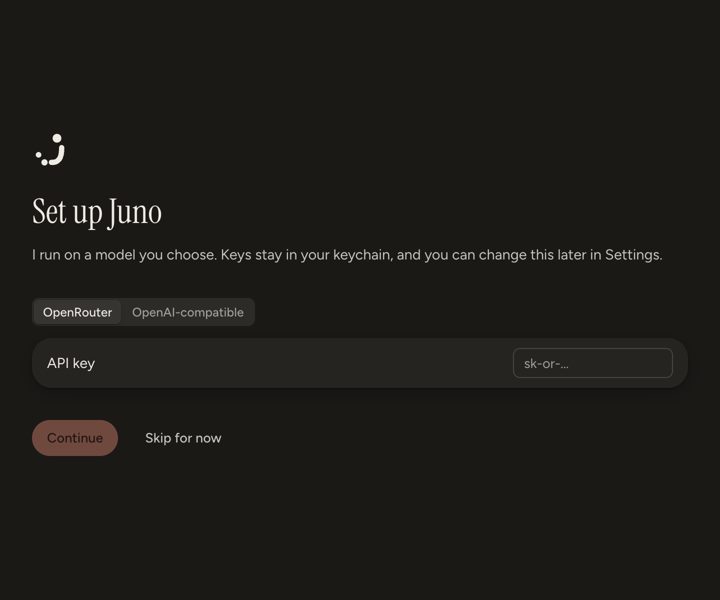 Set up Juno
I run on a model you choose. Keys stay in your keychain, and you can change this later in Settings.
OpenRouter OpenAI-compatible
API key sk-or-...
Continue Skip for now